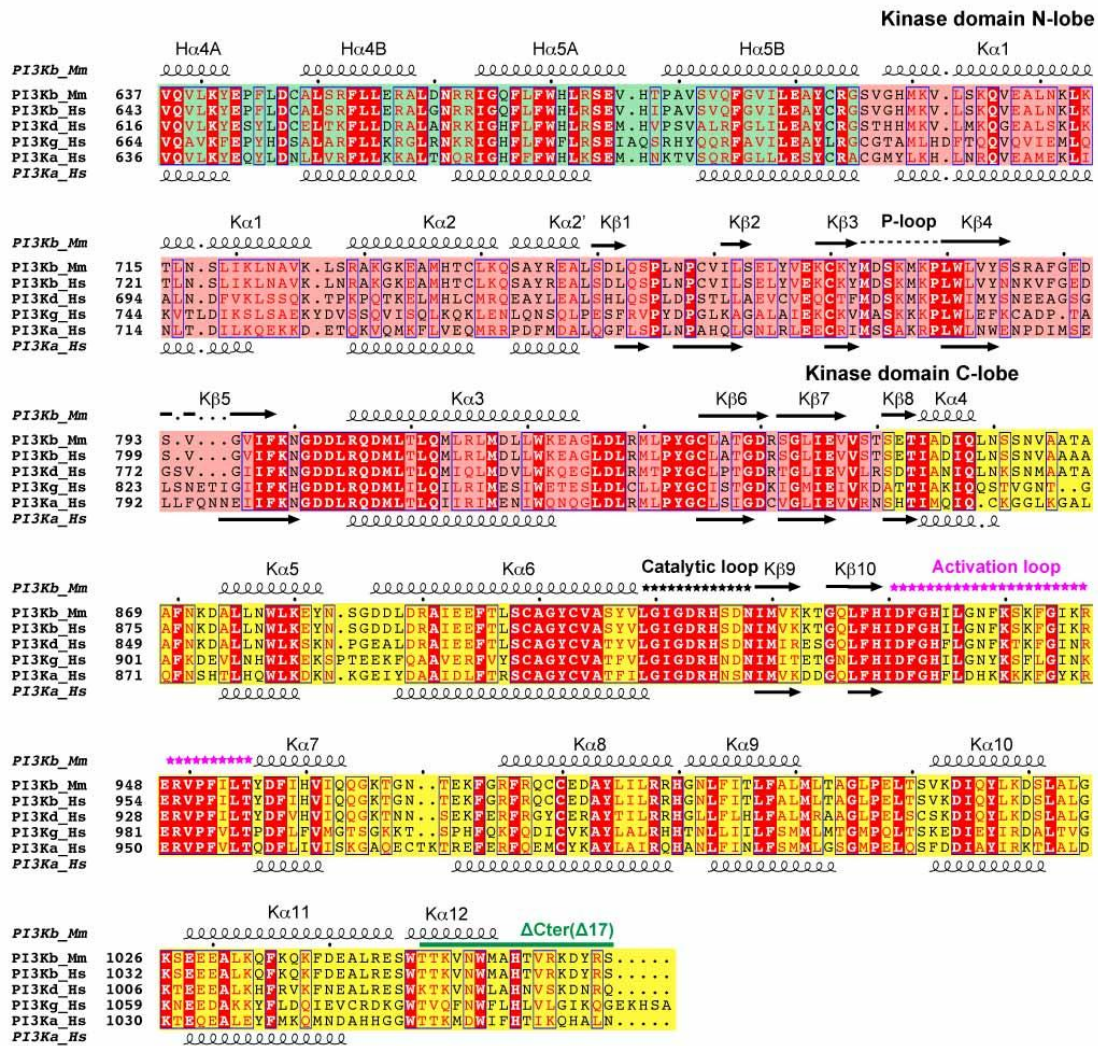 Kinase domain N-lobe
Hα4A Hα4B Hα5A Hα5B Kα1
PI3Kb_Mm
PI3Kb_Mm 637 VQVLKYEPFLDCALSRFLLERALDNRRIGQFLFWHLRSEV.HTPAVSVQFGVILEAYCRGSVGHMKV.LSKQVEALNKLK
PI3Kb_Hs 643 VQVLKYEPFLDCALSRFLLERALGNRRIGQFLFWHLRSEV.HIPAVSVQFGVILEAYCRGSVGHMKV.LSKQVEALNKLK
PI3Kd_Hs 616 VQVLKYESYLDCELTKFLLDRALANRKIGHFLFWHLRSEM.HVPSVALRFGLILEAYCRGSTHHMKV.LMKQGEALSKLK
PI3Kg_Hs 664 VQAVKFEPYHDSALARFLLKRGLRNKRIGHFLFWFLRSEIAQSRHYQQRFAVILEAYLRGCGTAMLHDFTQQVQVIEMLQ
PI3Ka_Hs 636 VQVLKYEQYLDNLLVRFLLKKALTNQRIGHFFFWHLKSEM.HNKTVSQRFGLLLESYCRACGMYLKH.LNRQVEAMEKLI
PI3Ka_Hs
Kα1 Kα2 Kα2' Kβ1 Kβ2 Kβ3 P-loop Kβ4
PI3Kb_Mm
PI3Kb_Mm 715 TLN.SLIKLNAVK.LSRAKGKEAMHTCLKQSAYREALSDLQSPLNPCVILSELYVEKCKYMDSKMKPLWLVYSSRAFGED
PI3Kb_Hs 721 TLN.SLIKLNAVK.LNRAKGKEAMHTCLKQSAYREALSDLQSPLNPCVILSELYVEKCKYMDSKMKPLWLVYNNKVFGED
PI3Kd_Hs 694 ALN.DFVKLSSQK.TPKPQTKELMHLCMRQEAYLEALSHLQSPLDPSTLLAEVCVEQCTFMDSKMKPLWIMYSNEEAGSG
PI3Kg_Hs 744 KVTLDIKSLSAEKYDVSSQVISQLKQKLENLQNSQLPESFRVPYDPGLKAGALAIEKCKVMASKKKPLWLEFKCADPT.A
PI3Ka_Hs 714 NLT.DILKQEKKD.ETQKVQMKFLVEQMRRPDFMDALQGFLSPLNPAHQLGNLRLEECRIMSSAKRPLWLNWENPDIMSE
PI3Ka_Hs
Kinase domain C-lobe
Kβ5 Kα3 Kβ6 Kβ7 Kβ8 Kα4
PI3Kb_Mm
PI3Kb_Mm 793 S.V...GVIFKNGDDLRQDMLTLQMLRLMDLLWKEAGLDLRMLPYGCLATGDRSGLIEVVSTSETIADIQLNSSNVAATA
PI3Kb_Hs 799 S.V...GVIFKNGDDLRQDMLTLQMLRLMDLLWKEAGLDLRMLPYGCLATGDRSGLIEVVSTSETIADIQLNSSNVAAAA
PI3Kd_Hs 772 GSV...GIIFKNGDDLRQDMLTLQMIQLMDVLWKQEGLDLRMTPYGCLPTGDRTGLIEVVLRSDTIANIQLNKSNMAATA
PI3Kg_Hs 823 LSNETIGIIFKHGDDLRQDMLILQILRIMESIWETESLDLCLLPYGCISTGDKIGMIEIVKDATTIAKIQQSTVGNT..G
PI3Ka_Hs 792 LLFQNNEIIFKNGDDLRQDMLTLQIIRIMENIWQNQGLDLRMLPYGCLSIGDCVGLIEVVRNSHTIMQIQ.CKGGLKGAL
PI3Ka_Hs
Kα5 Kα6 Catalytic loop Kβ9 Kβ10 Activation loop
PI3Kb_Mm
PI3Kb_Mm 869 AFNKDALLNWLKEYN.SGDDLDRAIEEFTLSCAGYCVASYVLGIGDRHSDNIMVKKTGQLFHIDFGHILGNFKSKFGIKR
PI3Kb_Hs 875 AFNKDALLNWLKEYN.SGDDLDRAIEEFTLSCAGYCVASYVLGIGDRHSDNIMVKKTGQLFHIDFGHILGNFKSKFGIKR
PI3Kd_Hs 849 AFNKDALLNWLKSKN.PGEALDRAIEEFTLSCAGYCVATYVLGIGDRHSDNIMIRESGQLFHIDFGHFLGNFKTKFGINR
PI3Kg_Hs 901 AFKDEVLNHWLKEKSPTEEKFQAAVERFVYSCAGYCVATFVLGIGDRHNDNIMITETGNLFHIDFGHILGNYKSFLGINK
PI3Ka_Hs 871 QFNSHTLHQWLKDKN.KGEIYDAAIDLFTRSCAGYCVATFILGIGDRHNSNIMVKDDGQLFHIDFGHFLDHKKKKFGYKR
PI3Ka_Hs
Kα7 Kα8 Kα9 Kα10
PI3Kb_Mm
PI3Kb_Mm 948 ERVPFILTYDFIHVIQQGKTGN..TEKFGRFRQCCEDAYLILRRHGNLFITLFALMLTAGLPELTSVKDIQYLKDSLALG
PI3Kb_Hs 954 ERVPFILTYDFIHVIQQGKTGN..TEKFGRFRQCCEDAYLILRRHGNLFITLFALMLTAGLPELTSVKDIQYLKDSLALG
PI3Kd_Hs 928 ERVPFILTYDFVHVIQQGKTNN..SEKFERFRGYCERAYTILRRHGLLFLHLFALMRAAGLPELSCSKDIQYLKDSLALG
PI3Kg_Hs 981 ERVPFVLTPDFLFVMGTSGKKT..SPHFQKFQDICVKAYLALRHHTNLLIILFSMMLMTGMPQLTSKEDIEYIRDALTVG
PI3Ka_Hs 950 ERVPFVLTQDFLIVISKGAQECTKTREFERFQEMCYKAYLAIRQHANLFINLFSMMLGSGMPELQSFDDIAYIRKTLALD
PI3Ka_Hs
Kα11 Kα12 ΔCter(Δ17)
PI3Kb_Mm
PI3Kb_Mm 1026 KSEEEALKQFKQKFDEALRESWTTKVNWMAHTVRKDYRS.....
PI3Kb_Hs 1032 KSEEEALKQFKQKFDEALRESWTTKVNWMAHTVRKDYRS.....
PI3Kd_Hs 1006 KTEEEALKHFRVKFNEALRESWKTKVNWLAHNVSKDNRQ.....
PI3Kg_Hs 1059 KNEEDAKKYFLDQIEVCRDKGWTVQFNWFLHLVLGIKQGEKHSA
PI3Ka_Hs 1030 KTEQEALEYFMKQMNDAHHGGWTTKMDWIFHTIKQHALN.....
PI3Ka_Hs